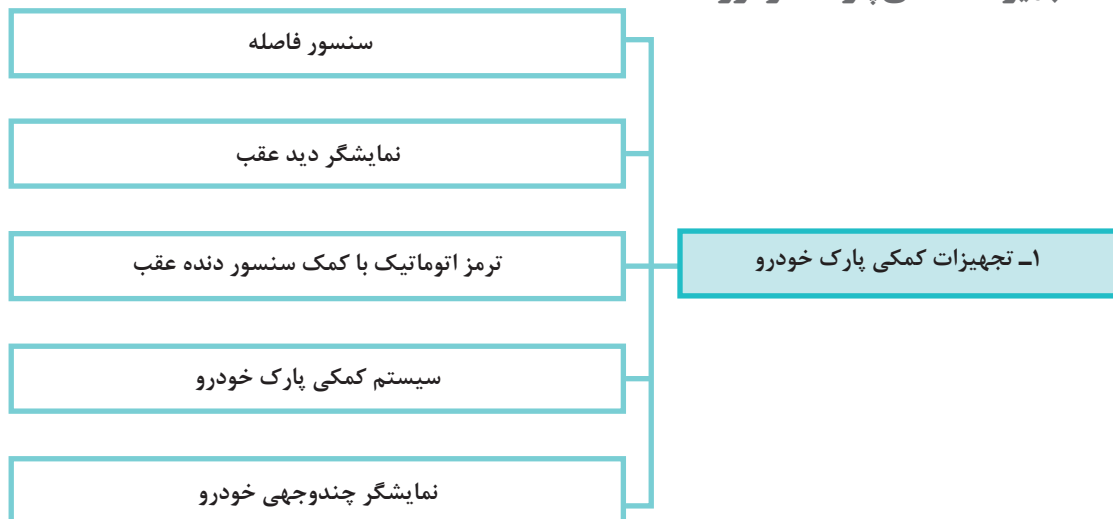 ۱ـ تجهیزات کمکی پارک خودرو
سنسور فاصله
نمایشگر دید عقب
ترمز اتوماتیک با کمک سنسور دنده عقب
سیستم کمکی پارک خودرو
نمایشگر چندوجهی خودرو